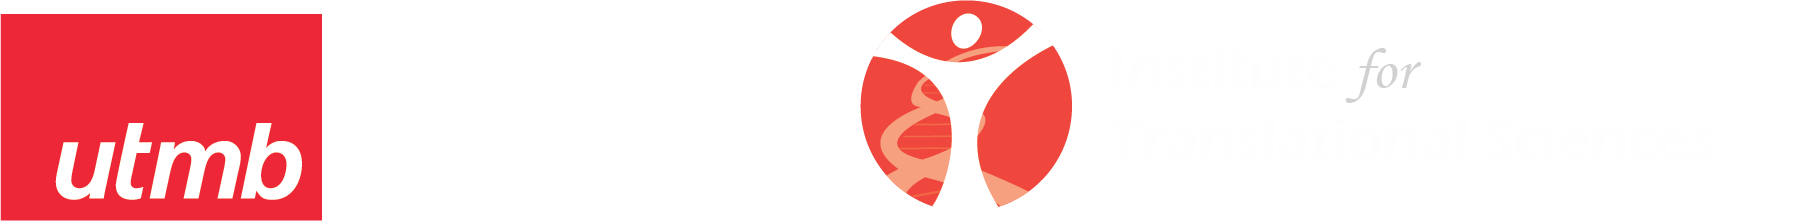 utmb
Institute for
Translational Sciences